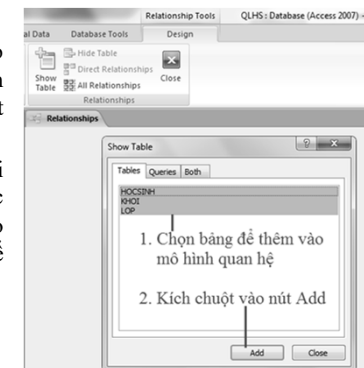 Relationship Tools QLHS : Database (Access 2007) -
al Data Database Tools Design
Show Table
Hide Table
Direct Relationships
All Relationships
Close
Relationships
Relationships
Show Table
Tables Queries Both
HOCSINH
KHOI
LOP
1. Chọn bảng để thêm vào
mô hình quan hệ
2. Kích chuột vào nút Add
Add Close